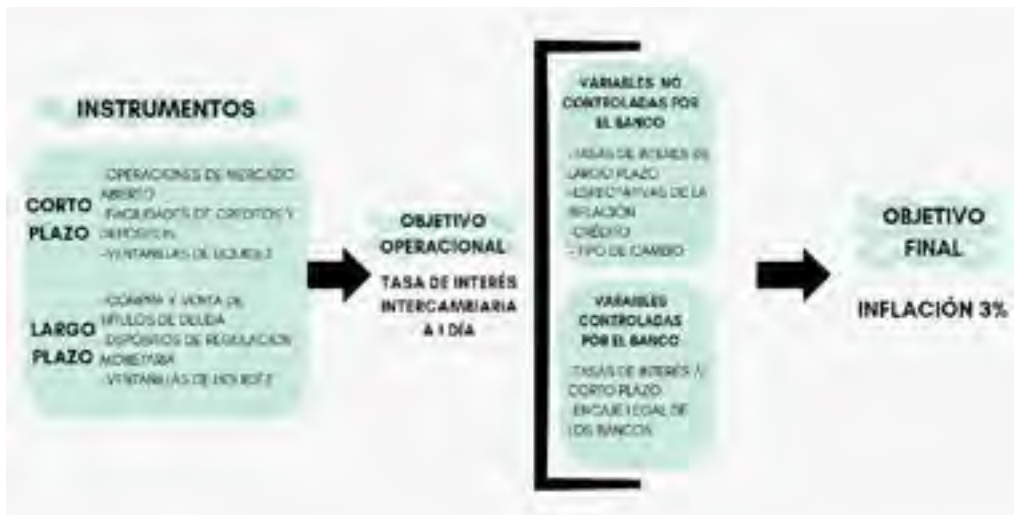 INSTRUMENTOS
CORTO
PLAZO
-OPERACIONES DE MERCADO
ABIERTO
-FACILIDADES DE CRÉDITOS Y
DEPÓSITOS
-VENTANILLAS DE LIQUIDEZ
LARGO
PLAZO
-COMPRA Y VENTA DE
TÍTULOS DE DEUDA
-DEPÓSITOS DE REGULACIÓN
MONETARIA
-VENTANILLAS DE LIQUIDEZ
OBJETIVO
OPERACIONAL
TASA DE INTERÉS
INTERCAMBIARIA
A 1 DÍA
VARIABLES NO
CONTROLADAS POR
EL BANCO
-TASAS DE INTERÉS DE
LARGO PLAZO
-ESPECTATIVAS DE LA
INFLACIÓN
-CRÉDITO
-TIPO DE CAMBIO
VARIABLES
CONTROLADAS
POR EL BANCO
-TASAS DE INTERÉS A
CORTO PLAZO
-ENCAJE LEGAL DE
LOS BANCOS
OBJETIVO
FINAL
INFLACIÓN 3%